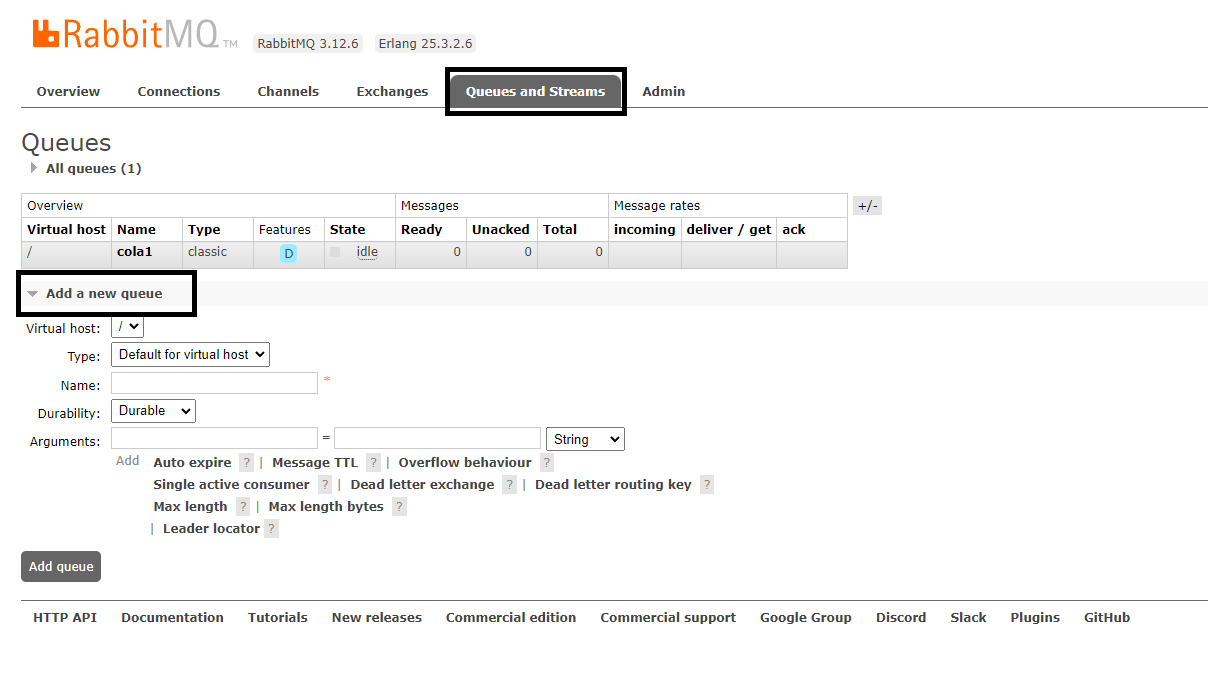 RabbitMQ TM RabbitMQ 3.12.6 Erlang 25.3.2.6
Overview Connections Channels Exchanges Queues and Streams Admin
Queues
All queues (1)
Overview Messages Message rates +/-
Virtual host Name Type Features State Ready Unacked Total incoming deliver / get ack
/ cola1 classic D idle 0 0 0
Add a new queue
Virtual host: /
Type: Default for virtual host
Name: *
Durability: Durable
Arguments: = String
Add Auto expire ? | Message TTL ? | Overflow behaviour ?
Single active consumer ? | Dead letter exchange ? | Dead letter routing key ?
Max length ? | Max length bytes ?
| Leader locator ?
Add queue
HTTP API Documentation Tutorials New releases Commercial edition Commercial support Google Group Discord Slack Plugins GitHub